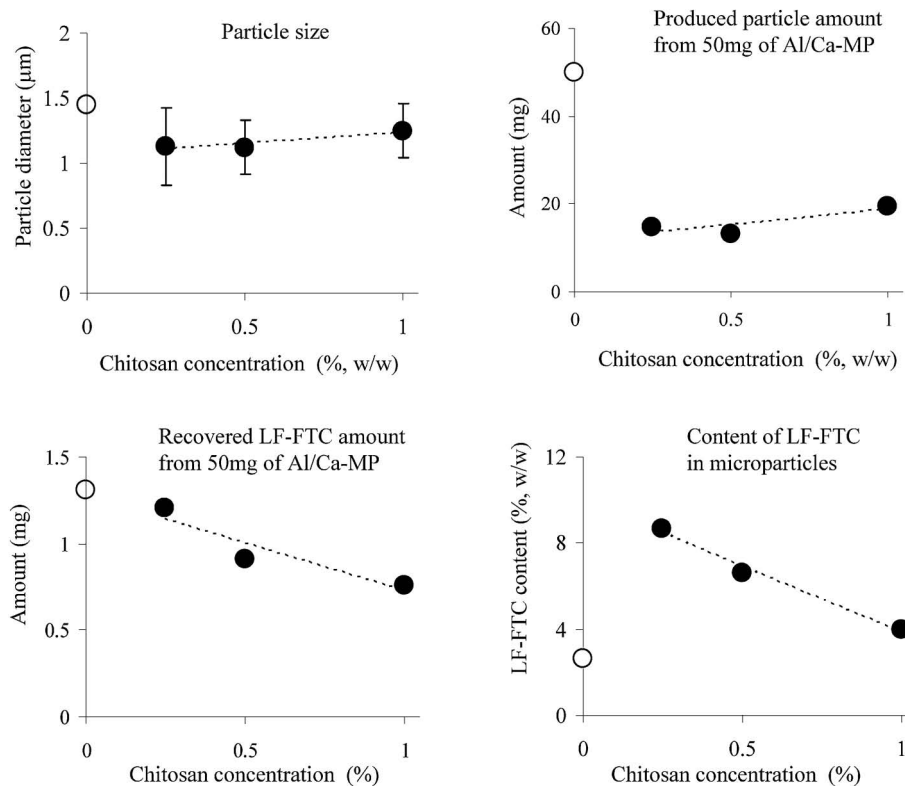 Particle size
Particle diameter (µm)
2
1.5
1
0.5
0
0
0.5
1
Chitosan concentration (%, w/w)
Produced particle amount
from 50mg of Al/Ca-MP
Amount (mg)
60
40
20
0
0
0.5
1
Chitosan concentration (%, w/w)
Recovered LF-FTC amount
from 50mg of Al/Ca-MP
Amount (mg)
1.5
1
0.5
0
0
0.5
1
Chitosan concentration (%)
Content of LF-FTC
in microparticles
LF-FTC content (%, w/w)
12
8
4
0
0
0.5
1
Chitosan concentration (%)